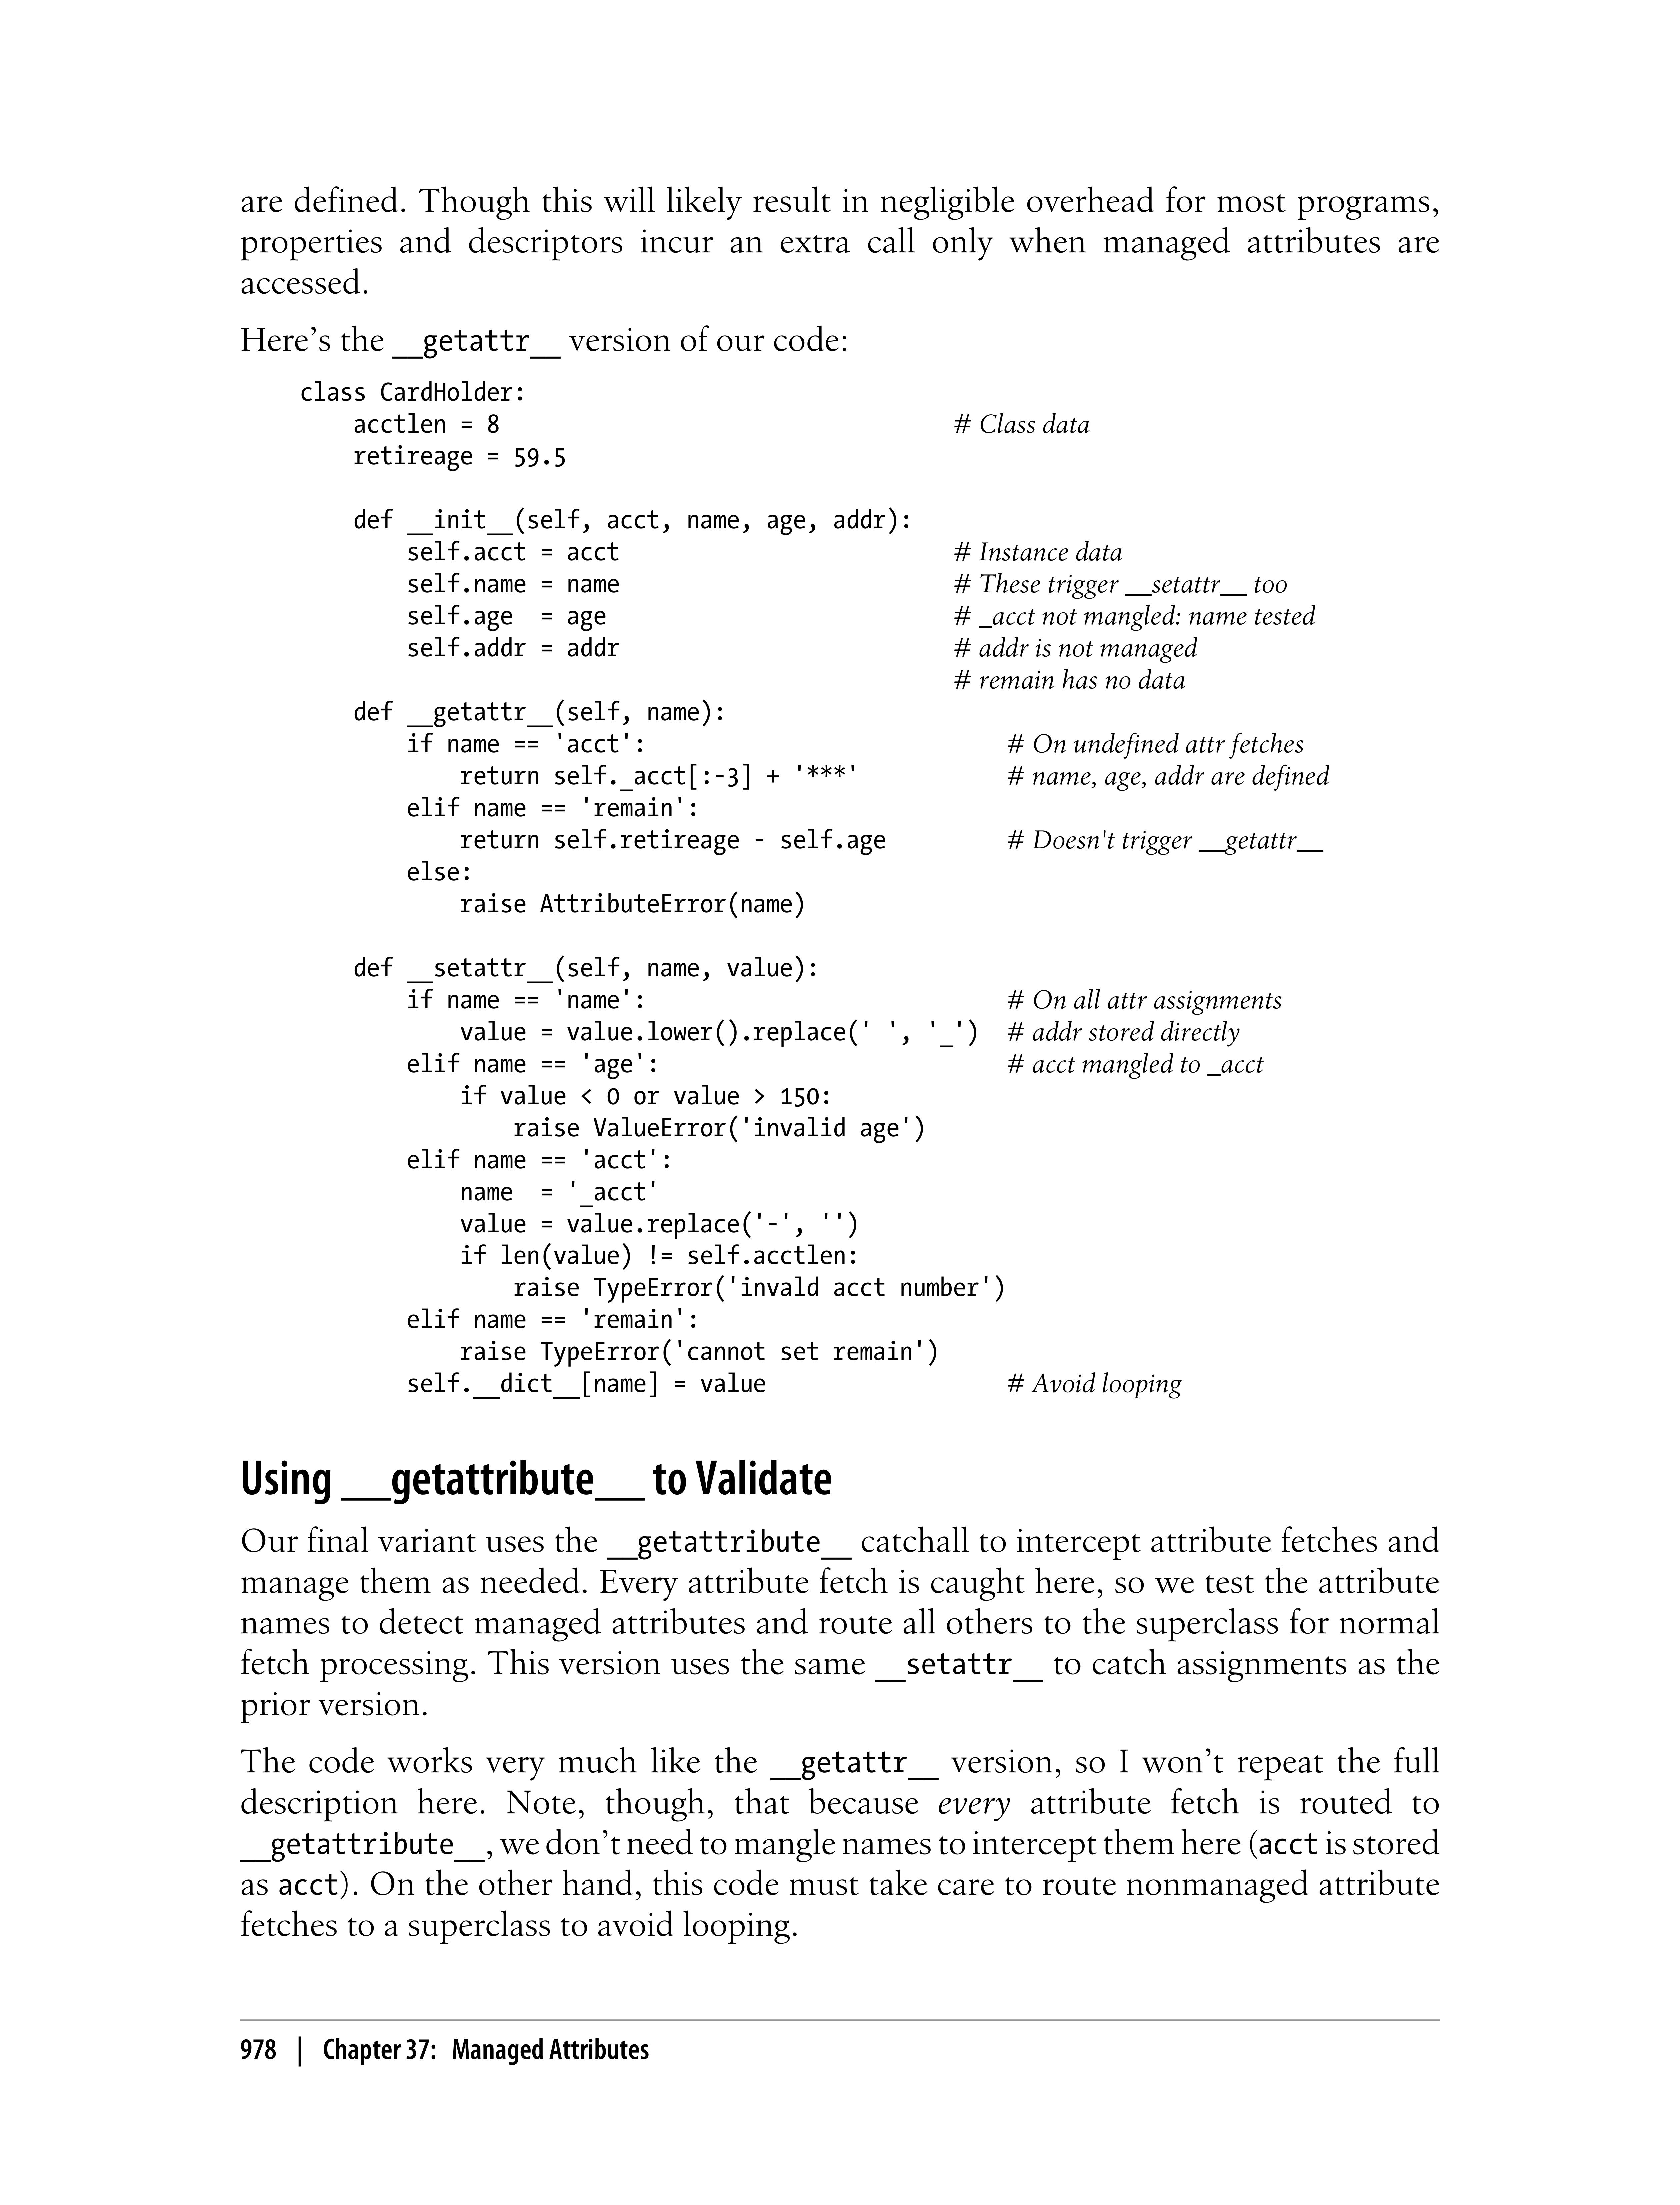 are defined. Though this will likely result in negligible overhead for most programs,
properties and descriptors incur an extra call only when managed attributes are
accessed.
Here’s the __getattr__ version of our code:
class CardHolder:
    acctlen = 8                                  # Class data
    retireage = 59.5
    def __init__(self, acct, name, age, addr):
        self.acct = acct                         # Instance data
        self.name = name                         # These trigger __setattr__ too
        self.age  = age                          # _acct not mangled: name tested
        self.addr = addr                         # addr is not managed
                                                 # remain has no data
    def __getattr__(self, name):
        if name == 'acct':                           # On undefined attr fetches
            return self._acct[:-3] + '***'           # name, age, addr are defined
        elif name == 'remain':
            return self.retireage - self.age         # Doesn't trigger __getattr__
        else:
            raise AttributeError(name)
    def __setattr__(self, name, value):
        if name == 'name':                           # On all attr assignments
            value = value.lower().replace(' ', '_')  # addr stored directly
        elif name == 'age':                          # acct mangled to _acct
            if value < 0 or value > 150:
                raise ValueError('invalid age')
        elif name == 'acct':
            name  = '_acct'
            value = value.replace('-', '')
            if len(value) != self.acctlen:
                raise TypeError('invald acct number')
        elif name == 'remain':
            raise TypeError('cannot set remain')
        self.__dict__[name] = value                  # Avoid looping
Using __getattribute__ to Validate
Our final variant uses the __getattribute__ catchall to intercept attribute fetches and
manage them as needed. Every attribute fetch is caught here, so we test the attribute
names to detect managed attributes and route all others to the superclass for normal
fetch processing. This version uses the same __setattr__ to catch assignments as the
prior version.
The code works very much like the __getattr__ version, so I won’t repeat the full
description here. Note, though, that because every attribute fetch is routed to
__getattribute__, we don’t need to mangle names to intercept them here (acct is stored
as acct). On the other hand, this code must take care to route nonmanaged attribute
fetches to a superclass to avoid looping.
978 | Chapter 37: Managed Attributes